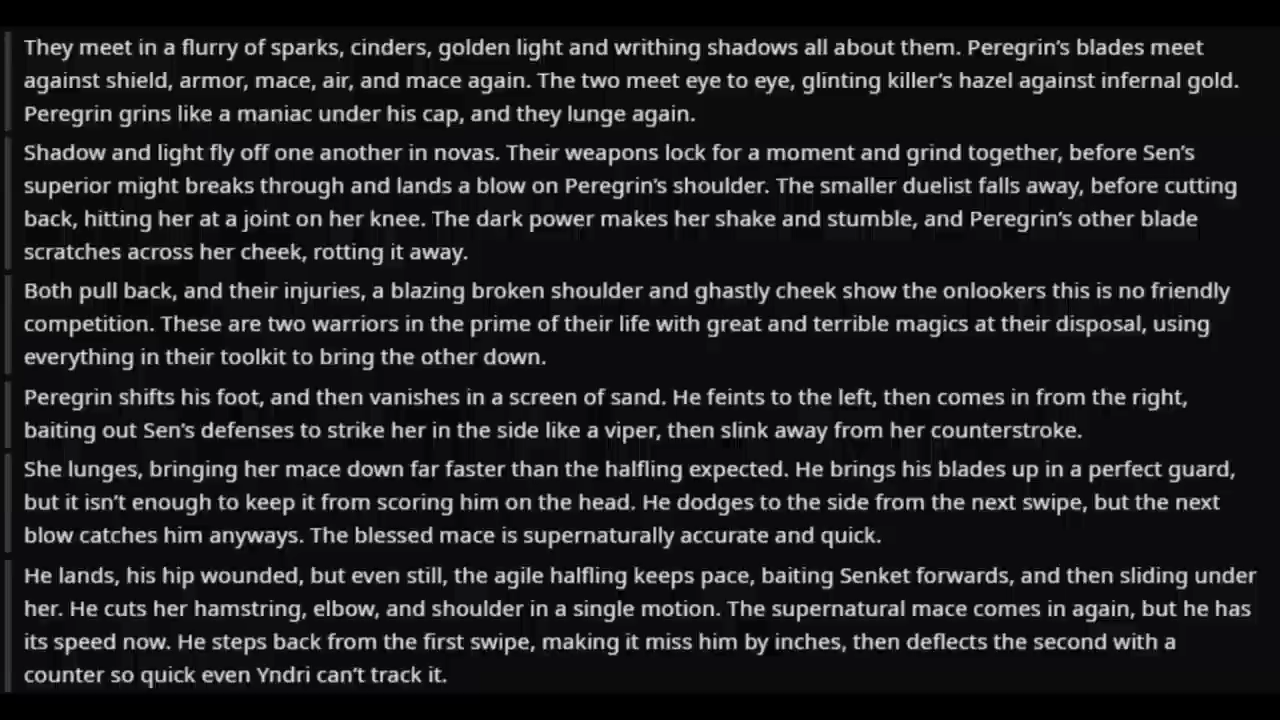 They meet in a flurry of sparks, cinders, golden light and writhing shadows all about them. Peregrin’s blades meet
against shield, armor, mace, air, and mace again. The two meet eye to eye, glinting killer’s hazel against infernal gold.
Peregrin grins like a maniac under his cap, and they lunge again.
Shadow and light fly off one another in novas. Their weapons lock for a moment and grind together, before Sen’s
superior might breaks through and lands a blow on Peregrin’s shoulder. The smaller duelist falls away, before cutting
back, hitting her at a joint on her knee. The dark power makes her shake and stumble, and Peregrin’s other blade
scratches across her cheek, rotting it away.
Both pull back, and their injuries, a blazing broken shoulder and ghastly cheek show the onlookers this is no friendly
competition. These are two warriors in the prime of their life with great and terrible magics at their disposal, using
everything in their toolkit to bring the other down.
Peregrin shifts his foot, and then vanishes in a screen of sand. He feints to the left, then comes in from the right,
baiting out Sen’s defenses to strike her in the side like a viper, then slink away from her counterstroke.
She lunges, bringing her mace down far faster than the halfling expected. He brings his blades up in a perfect guard,
but it isn’t enough to keep it from scoring him on the head. He dodges to the side from the next swipe, but the next
blow catches him anyways. The blessed mace is supernaturally accurate and quick.
He lands, his hip wounded, but even still, the agile halfling keeps pace, baiting Senket forwards, and then sliding under
her. He cuts her hamstring, elbow, and shoulder in a single motion. The supernatural mace comes in again, but he has
its speed now. He steps back from the first swipe, making it miss him by inches, then deflects the second with a
counter so quick even Yndri can’t track it.